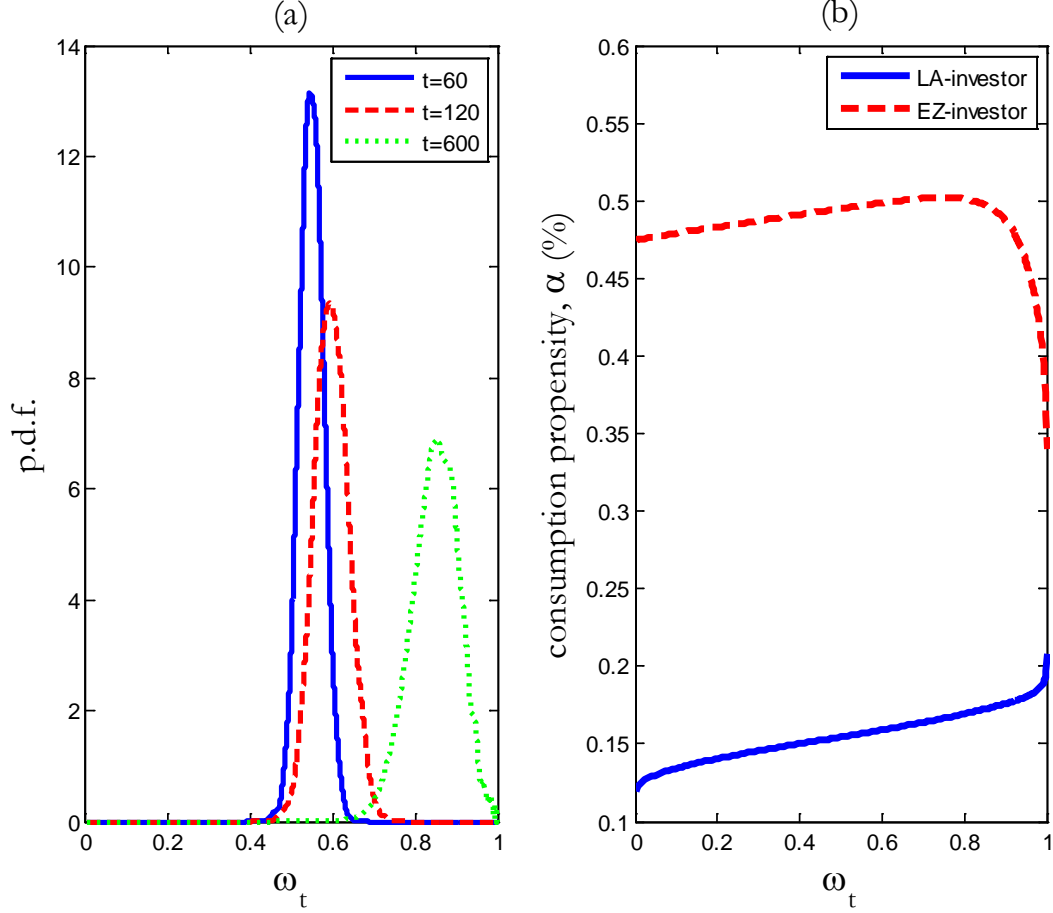 (a)
14
12
10
8
6
4
2
0
p.d.f.
t=60
t=120
t=600
0
0.2
0.4
0.6
0.8
1
ω_t
(b)
0.6
0.55
0.5
0.45
0.4
0.35
0.3
0.25
0.2
0.15
0.1
consumption propensity, α (%)
LA-investor
EZ-investor
0
0.2
0.4
0.6
0.8
1
ω_t